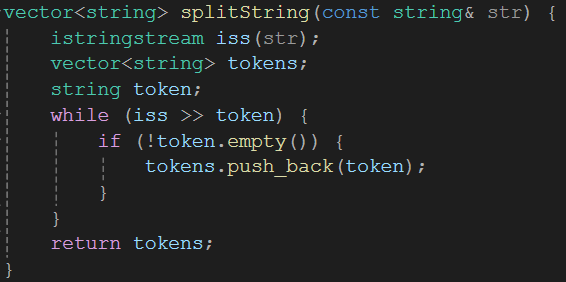 vector<string> splitString(const string& str) {
    istringstream iss(str);
    vector<string> tokens;
    string token;
    while (iss >> token) {
        if (!token.empty()) {
            tokens.push_back(token);
        }
    }
    return tokens;
}